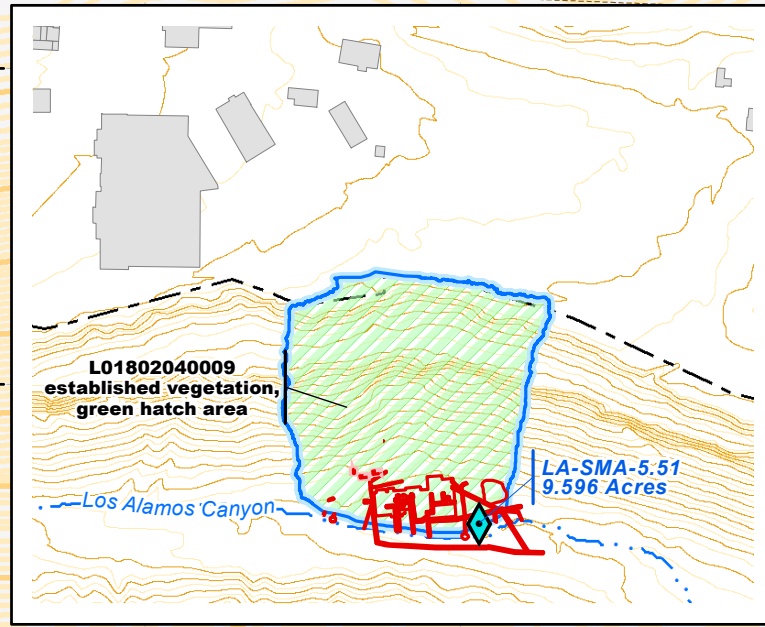 L01802040009
established vegetation,
green hatch area
LA-SMA-5.51
9.596 Acres
Los Alamos Canyon